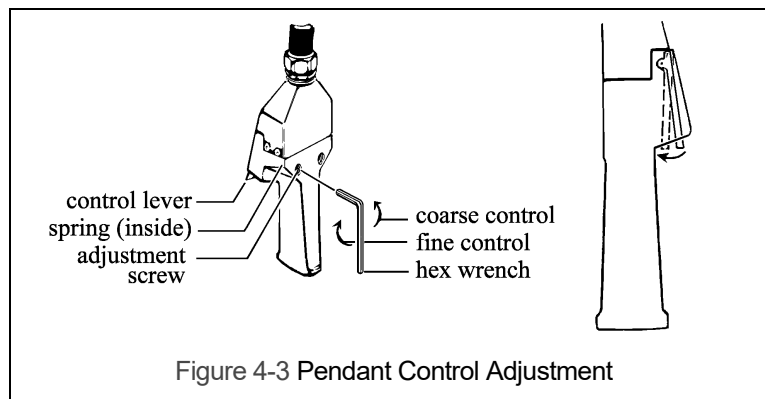 control lever
spring (inside)
adjustment
screw
coarse control
fine control
hex wrench
Figure 4-3 Pendant Control Adjustment